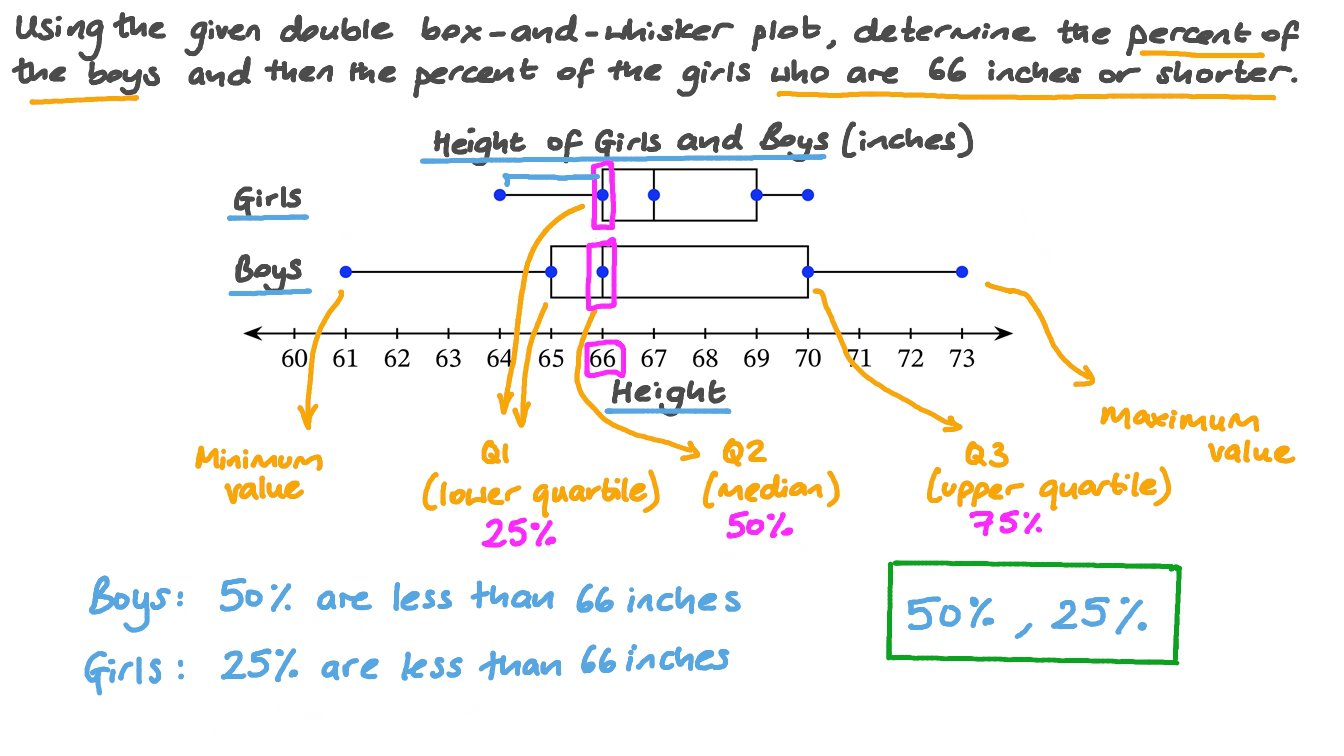 Using the given double box-and-whisker plot, determine the percent of
the boys and then the percent of the girls who are 66 inches or shorter.
Height of Girls and Boys (inches)
Girls
Boys
60 61 62 63 64 65 66 67 68 69 70 71 72 73
Height
Minimum value
Q1 (lower quartile) 25%
Q2 (median) 50%
Q3 (upper quartile) 75%
Maximum value
Boys: 50% are less than 66 inches
Girls: 25% are less than 66 inches
50%, 25%.